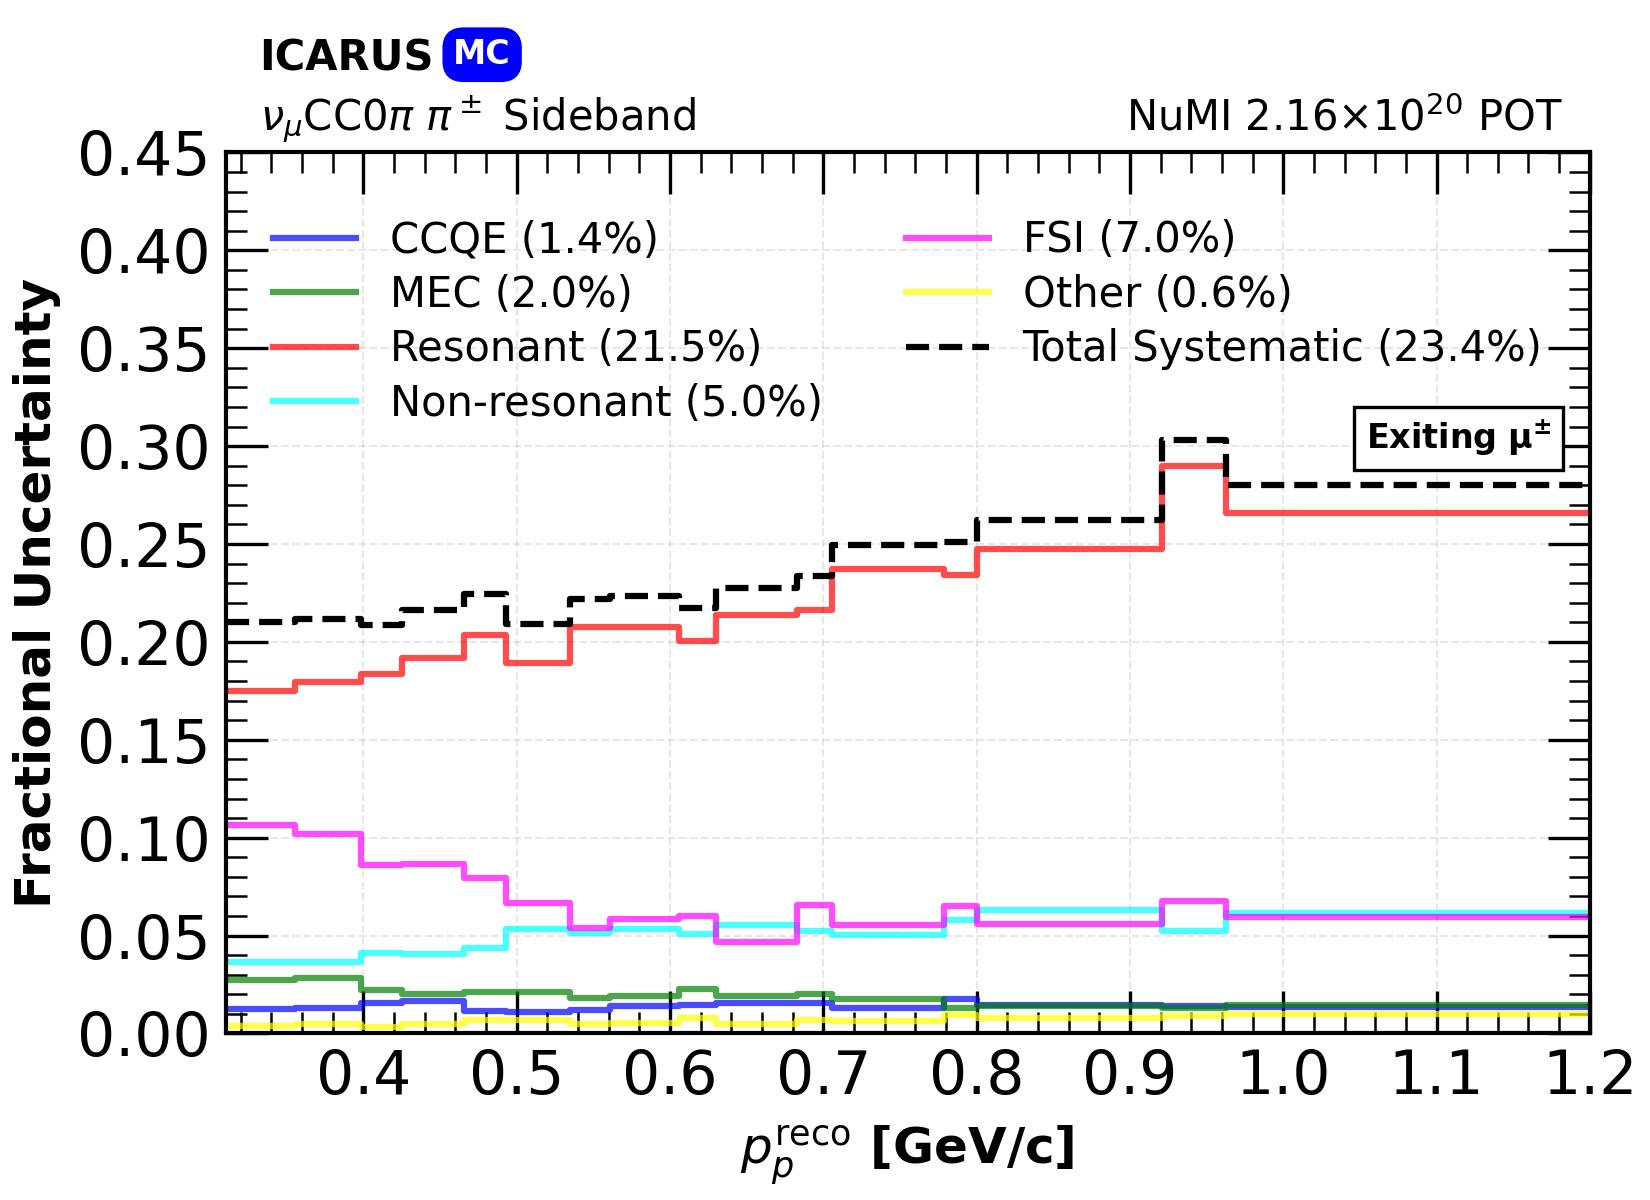 ICARUS MC
ν_μCC0π π^± Sideband
NuMI 2.16×10^20 POT
CCQE (1.4%)
MEC (2.0%)
Resonant (21.5%)
Non-resonant (5.0%)
FSI (7.0%)
Other (0.6%)
Total Systematic (23.4%)
Exiting μ^±
Fractional Uncertainty
0.45
0.40
0.35
0.30
0.25
0.20
0.15
0.10
0.05
0.00
0.4 0.5 0.6 0.7 0.8 0.9 1.0 1.1 1.2
p_p^reco [GeV/c]